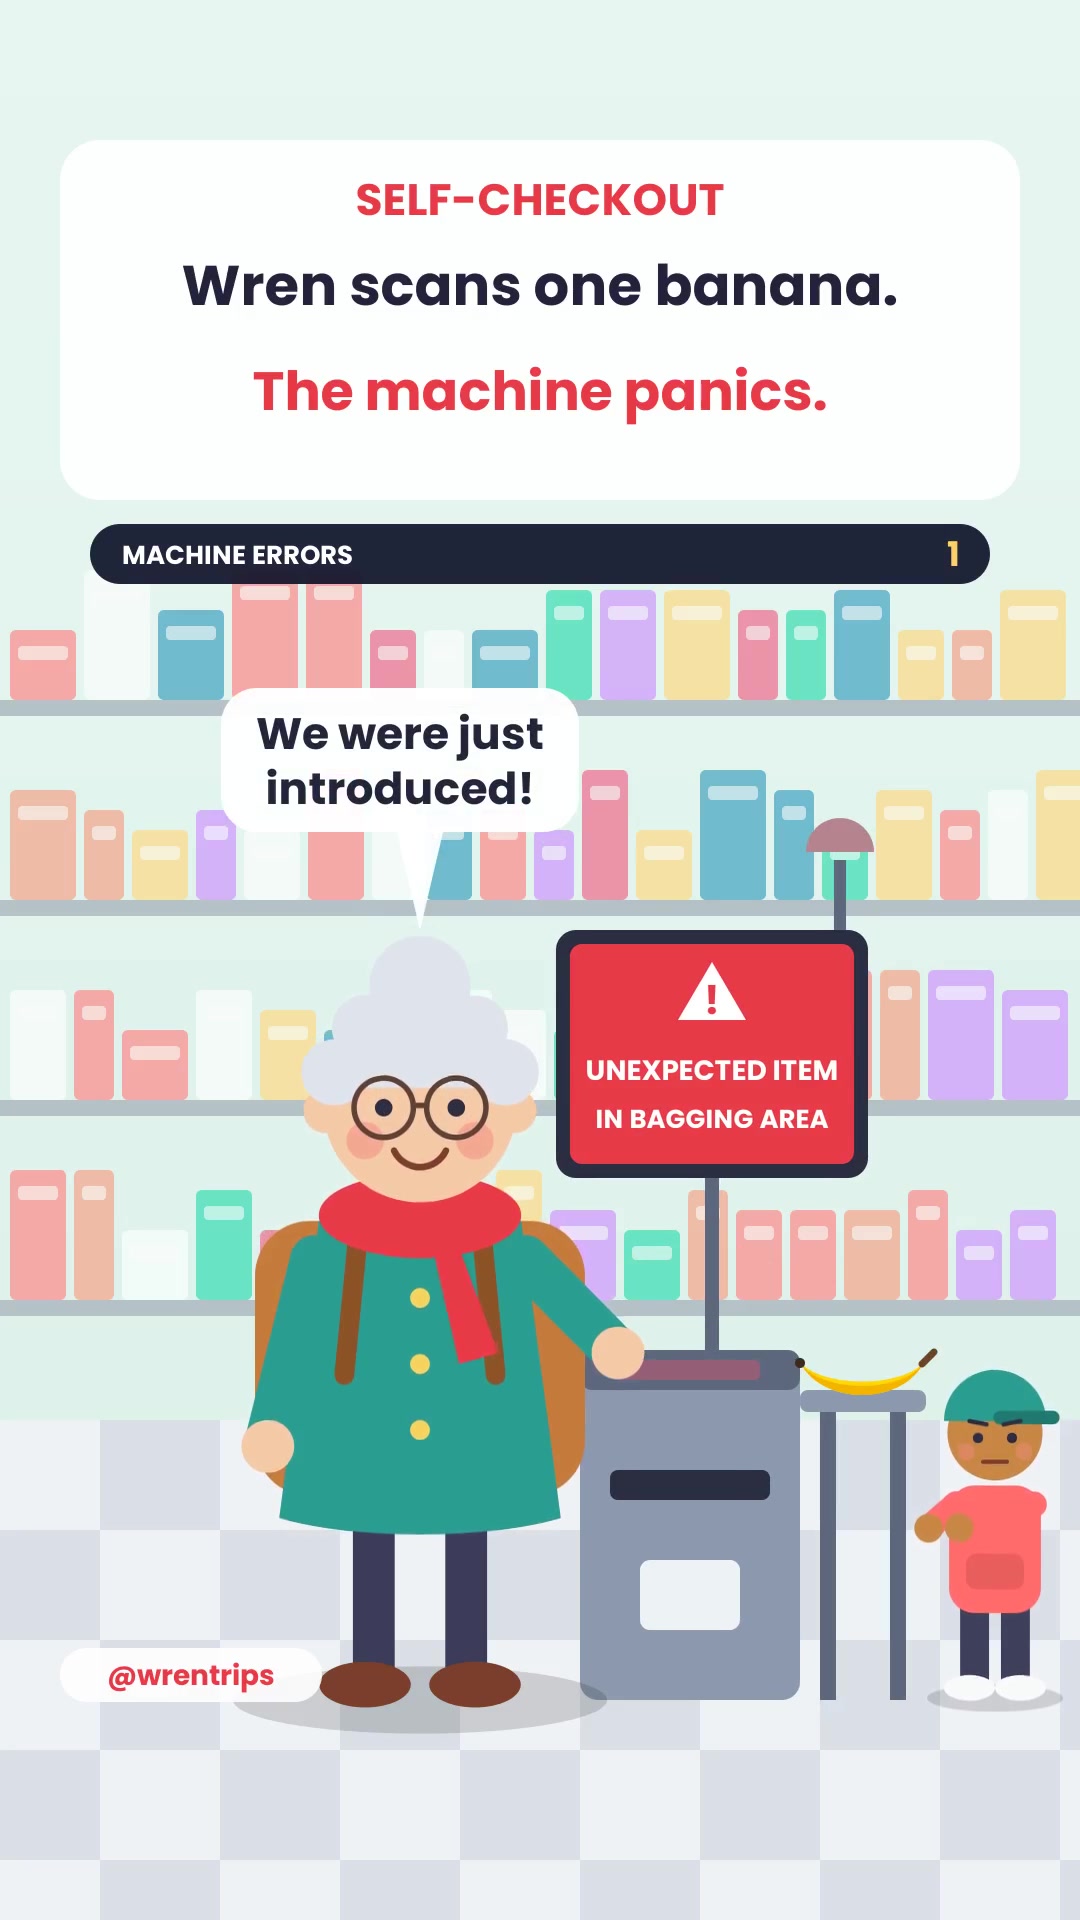 SELF-CHECKOUT
Wren scans one banana.
The machine panics.
MACHINE ERRORS 1
We were just
introduced!
!
UNEXPECTED ITEM
IN BAGGING AREA
@wrentrips